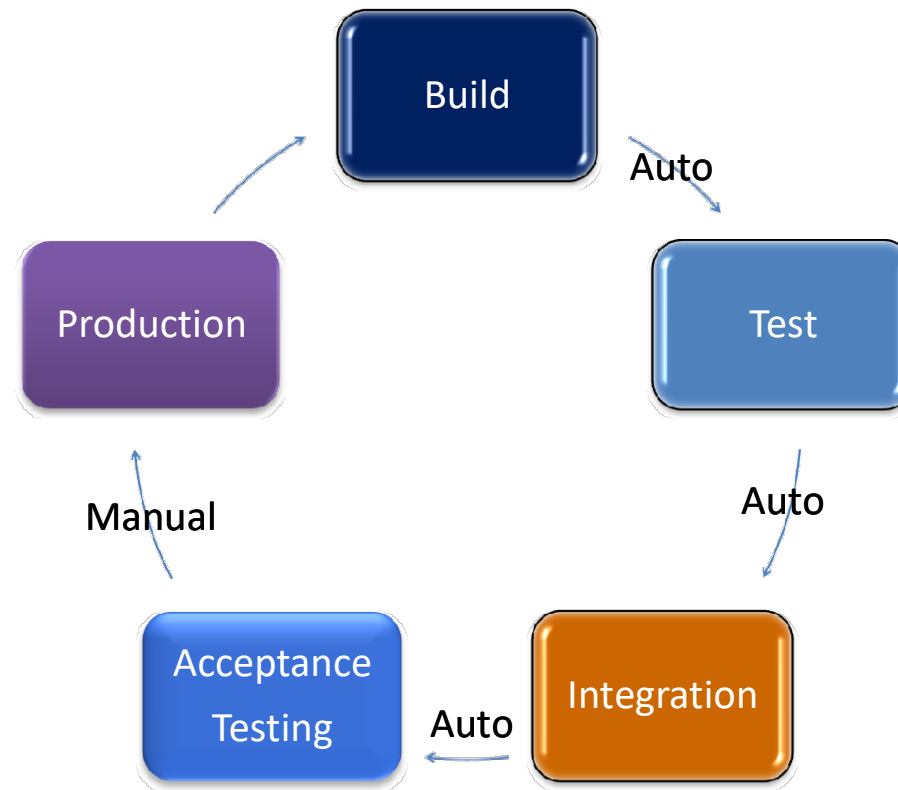 Build
Auto
Production
Test
Manual
Auto
Acceptance
Testing
Auto
Integration